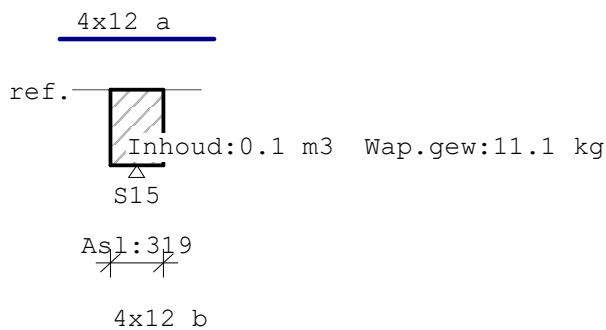 4x12 a
ref.
Inhoud:0.1 m3  Wap.gew:11.1 kg
S15
Asl:319
4x12 b